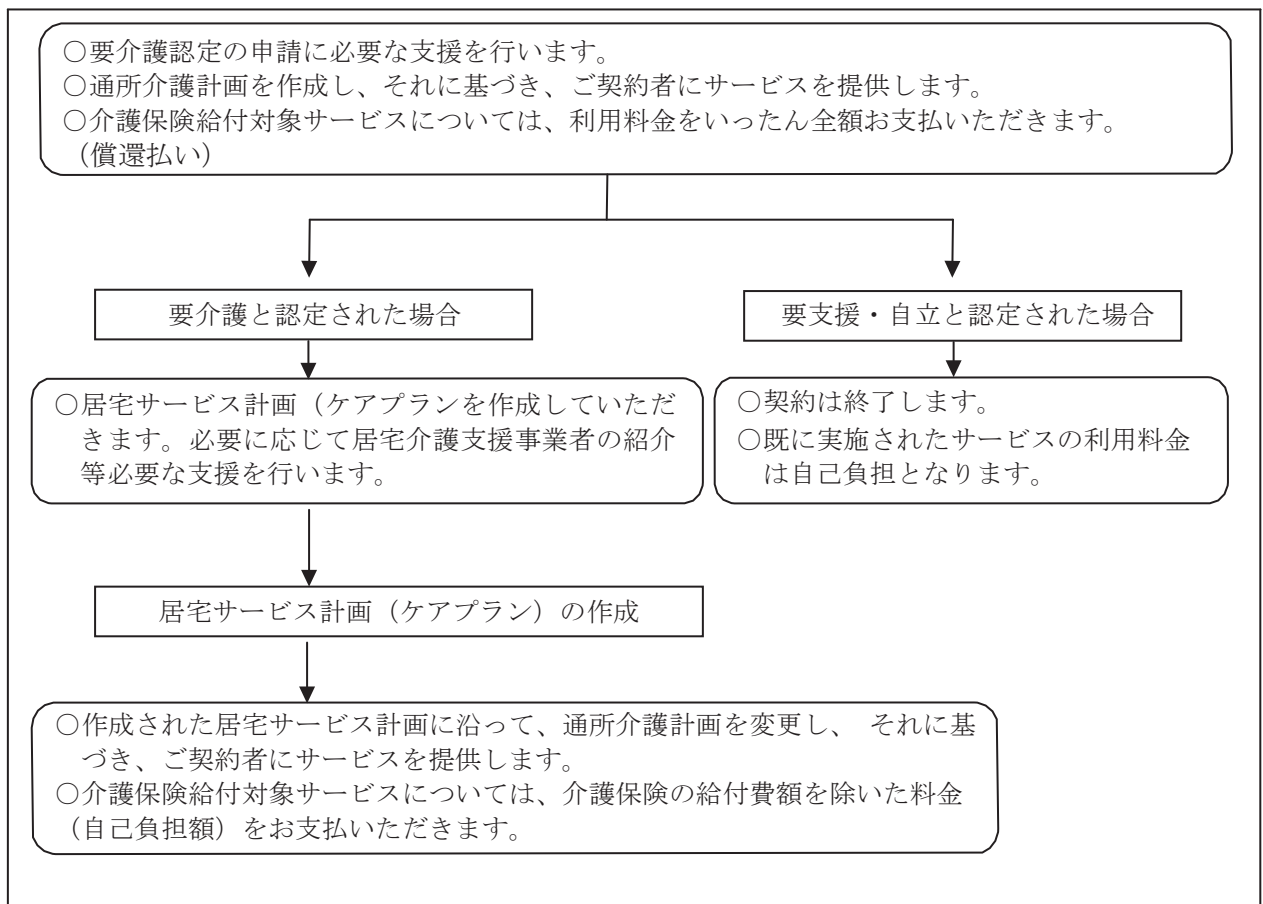 ○要介護認定の申請に必要な支援を行います。
○通所介護計画を作成し、それに基づき、ご契約者にサービスを提供します。
○介護保険給付対象サービスについては、利用料金をいったん全額お支払いただきます。
（償還払い）
要介護と認定された場合
要支援・自立と認定された場合
○居宅サービス計画（ケアプランを作成していただ
きます。必要に応じて居宅介護支援事業者の紹介
等必要な支援を行います。
○契約は終了します。
○既に実施されたサービスの利用料金
は自己負担となります。
居宅サービス計画（ケアプラン）の作成
○作成された居宅サービス計画に沿って、通所介護計画を変更し、 それに基
づき、ご契約者にサービスを提供します。
○介護保険給付対象サービスについては、介護保険の給付費額を除いた料金
（自己負担額）をお支払いただきます。